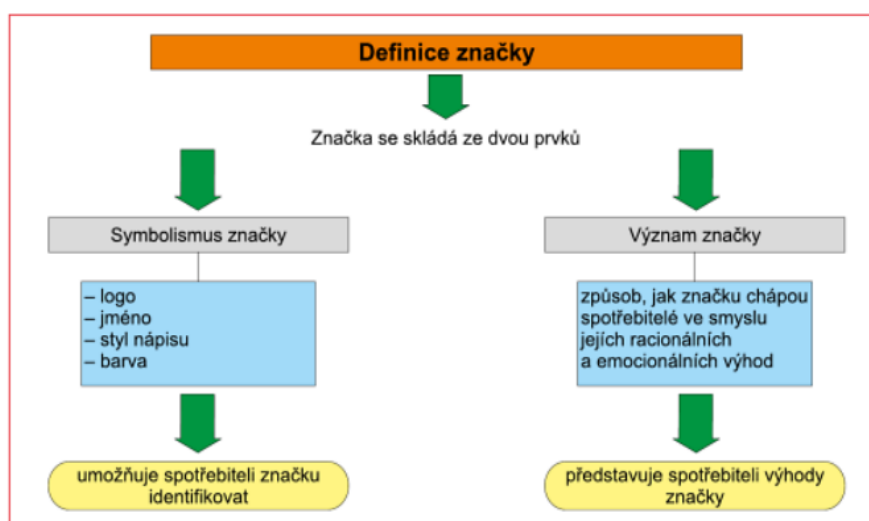 Definice značky
Značka se skládá ze dvou prvků
Symbolismus značky
– logo
– jméno
– styl nápisu
– barva
umožňuje spotřebiteli značku
identifikovat
Význam značky
způsob, jak značku chápou
spotřebitelé ve smyslu
jejích racionálních
a emocionálních výhod
představuje spotřebiteli výhody
značky